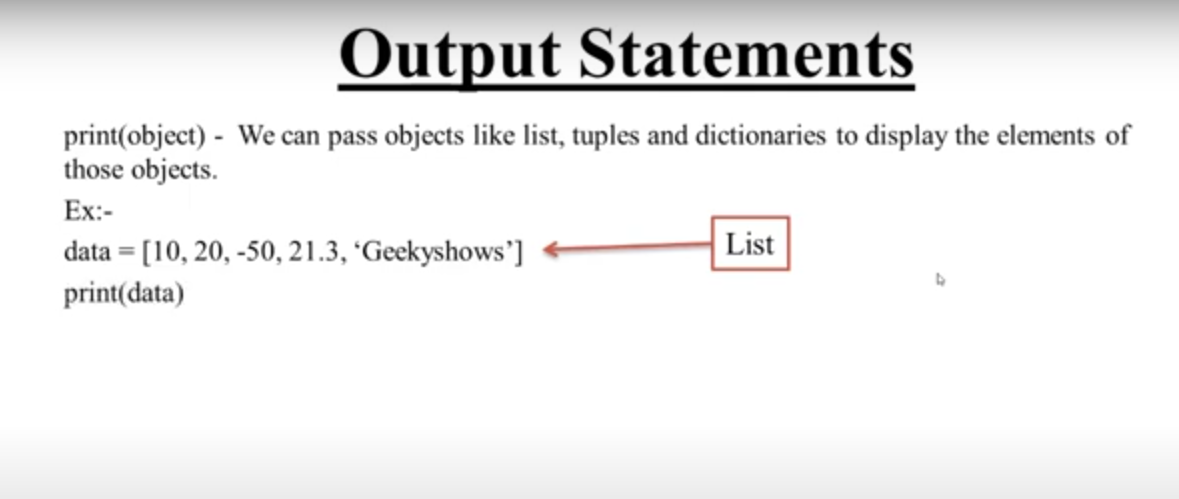 Output Statements
print(object) - We can pass objects like list, tuples and dictionaries to display the elements of
those objects.
Ex:-
data = [10, 20, -50, 21.3, ‘Geekyshows’]
List
print(data)